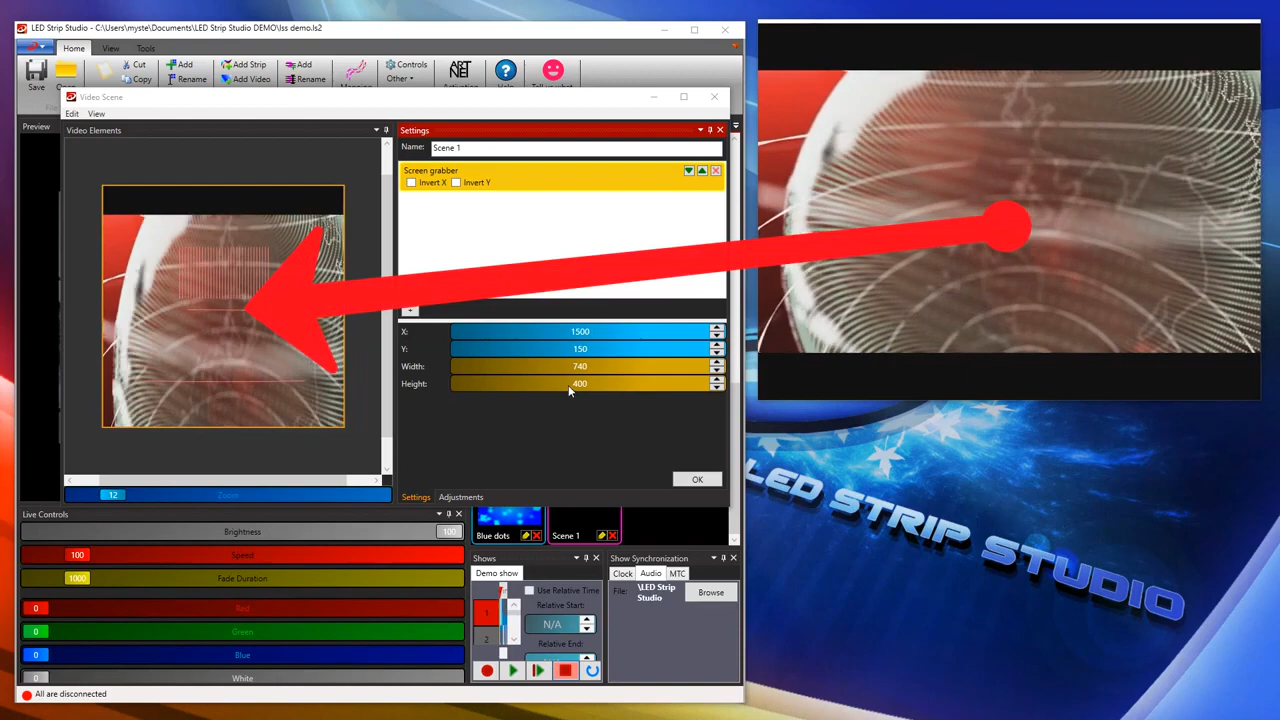 LED Strip Studio - C:\Users\myste\Documents\LED Strip Studio DEMO\lss demo.ls2
Home View Tools
Save
Cut
Copy
Add
Rename
Add Strip
Add Video
Add
Rename
ART
NET
Controls
Other
Video Scene
Edit View
Preview
Video Elements
Settings
Name: Scene 1
Screen grabber
Invert X Invert Y
+
X: 1500
Y: 150
Width: 740
Height: 400
OK
12 Zoom
Settings Adjustments
Live Controls
Brightness 100
100 Speed
1000 Fade Duration
0 Red
0 Green
0 Blue
0 White
Blue dots
Scene 1
Shows
Demo show
1
2
Use Relative Time
Relative Start:
N/A
Relative End:
Show Synchronization
Clock Audio MTC
File: \LED Strip
Studio
Browse
All are disconnected
LED STRIP STUDIO